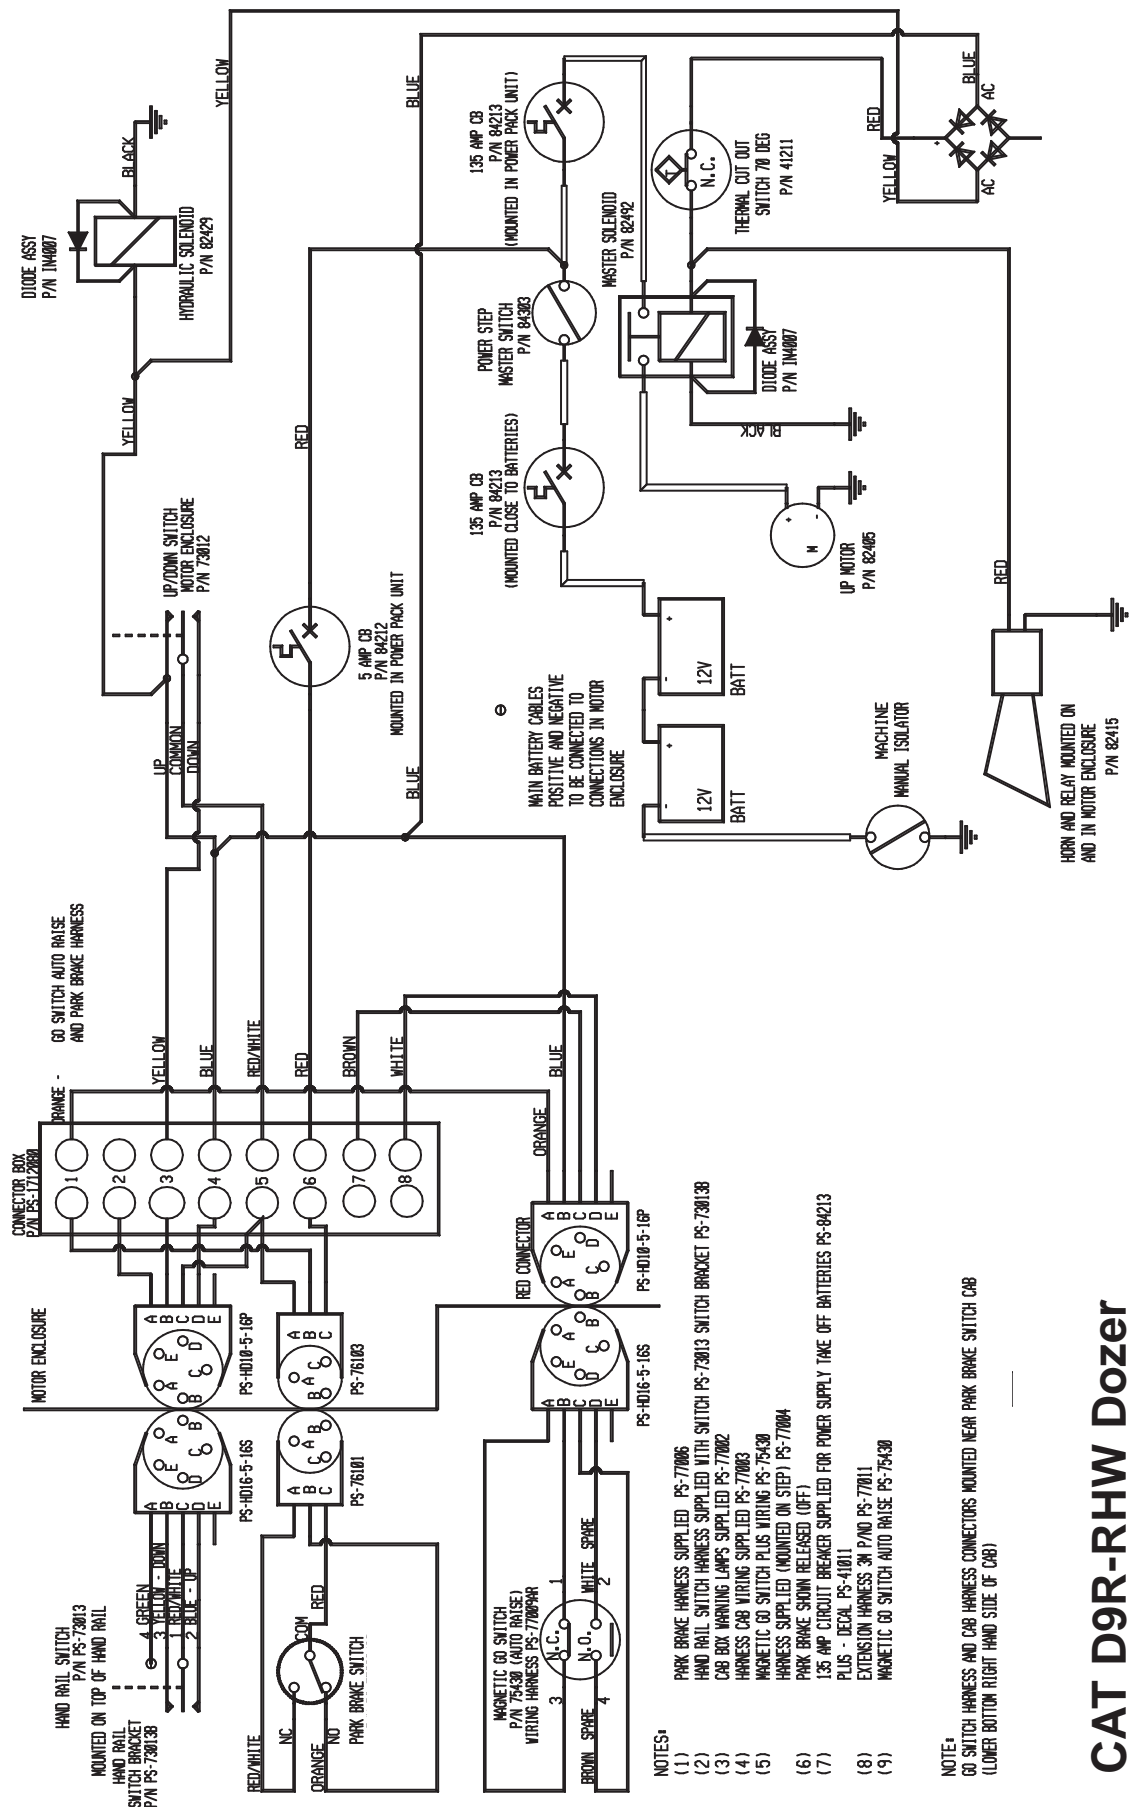 DIODE ASSY
P/N IN4007
HYDRAULIC SOLENOID
P/N 82429
BLACK
YELLOW
YELLOW
BLUE
UP/DOWN SWITCH
MOTOR ENCLOSURE
P/N 73012
UP
COMMON
DOWN
RED
5 AMP CB
P/N 84212
MOUNTED IN POWER PACK UNIT
BLUE
135 AMP CB
P/N 84213
(MOUNTED IN POWER PACK UNIT)
POWER STEP
MASTER SWITCH
P/N 84303
135 AMP CB
P/N 84213
(MOUNTED CLOSE TO BATTERIES)
MASTER SOLENOID
P/N 82492
T
N.C.
THERMAL CUT OUT
SWITCH 70 DEG
P/N 41211
RED
YELLOW
BLUE
AC
AC
+
DIODE ASSY
P/N IN4007
BLACK
+
-
M
UP MOTOR
P/N 82405
RED
MAIN BATTERY CABLES
POSITIVE AND NEGATIVE
TO BE CONNECTED TO
CONNECTIONS IN MOTOR
ENCLOSURE
+
-
12V
BATT
+
-
12V
BATT
MACHINE
MANUAL ISOLATOR
HORN AND RELAY MOUNTED ON
AND IN MOTOR ENCLOSURE
P/N 82415
GO SWITCH AUTO RAISE
AND PARK BRAKE HARNESS
ORANGE -
YELLOW
BLUE
RED/WHITE
RED
BROWN
WHITE
BLUE
ORANGE
CONNECTOR BOX
P/N PS-1712080
1
2
3
4
5
6
7
8
MOTOR ENCLOSURE
A
B
C
D
E
A
B
C
D
E
PS-HD10-5-16P
A
B
C
D
E
A
B
C
D
E
PS-HD16-5-16S
A
B
C
A
B
C
PS-76103
A
B
C
A
B
C
PS-76101
RED CONNECTOR
A
B
C
D
E
A
B
C
D
E
PS-HD10-5-16P
A
B
C
D
E
A
B
C
D
E
PS-HD16-5-16S
HAND RAIL SWITCH
P/N PS-73013
MOUNTED ON TOP OF HAND RAIL
HAND RAIL
SWITCH BRACKET
P/N PS-73013B
4 GREEN
3 YELLOW - DOWN
1 RED/WHITE
2 BLUE - UP
RED/WHITE
NC
ORANGE
NO
COM
RED
PARK BRAKE SWITCH
MAGNETIC GO SWITCH
P/N 75430 (AUTO RAISE)
WIRING HARNESS PS-77009AR
N.C.
N.O.
1
2
3
4
WHITE SPARE
BROWN SPARE
NOTES:
(1) PARK BRAKE HARNESS SUPPLIED PS-77006
(2) HAND RAIL SWITCH HARNESS SUPPLIED WITH SWITCH PS-73013 SWITCH BRACKET PS-73013B
(3) CAB BOX WARNING LAMPS SUPPLIED PS-77002
(4) HARNESS CAB WIRING SUPPLIED PS-77003
(5) MAGNETIC GO SWITCH PLUS WIRING PS-75430
HARNESS SUPPLIED (MOUNTED ON STEP) PS-77004
(6) PARK BRAKE SHOWN RELEASED (OFF)
(7) 135 AMP CIRCUIT BREAKER SUPPLIED FOR POWER SUPPLY TAKE OFF BATTERIES PS-84213
PLUS - DECAL PS-41011
(8) EXTENSION HARNESS 3M P/NO PS-77011
(9) MAGNETIC GO SWITCH AUTO RAISE PS-75430
NOTE:
GO SWITCH HARNESS AND CAB HARNESS CONNECTORS MOUNTED NEAR PARK BRAKE SWITCH CAB
(LOWER BOTTOM RIGHT HAND SIDE OF CAB)
CAT D9R-RHW Dozer